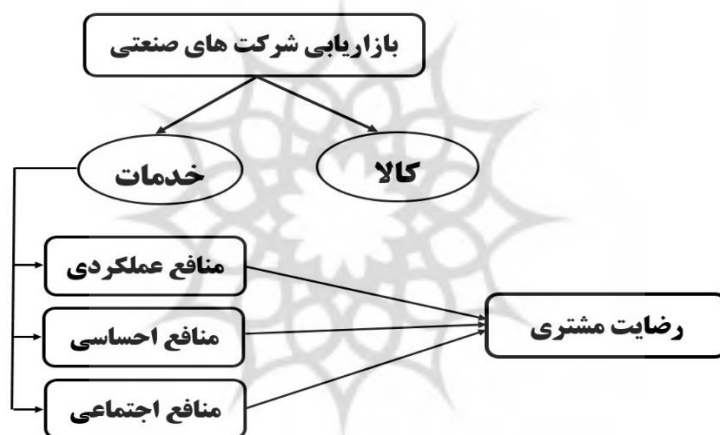 بازاریابی شرکت های صنعتی
کالا
خدمات
منافع عملکردی
منافع احساسی
منافع اجتماعی
رضایت مشتری